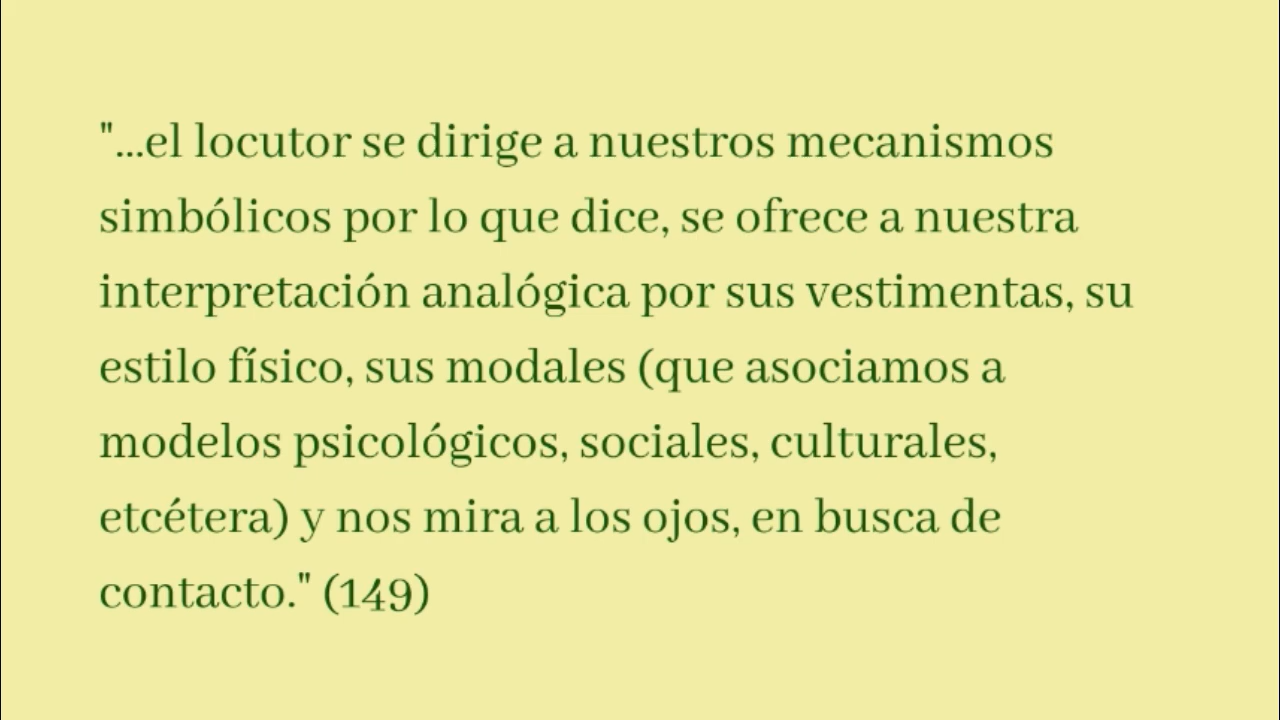 "...el locutor se dirige a nuestros mecanismos
simbólicos por lo que dice, se ofrece a nuestra
interpretación analógica por sus vestimentas, su
estilo físico, sus modales (que asociamos a
modelos psicológicos, sociales, culturales,
etcétera) y nos mira a los ojos, en busca de
contacto." (149)